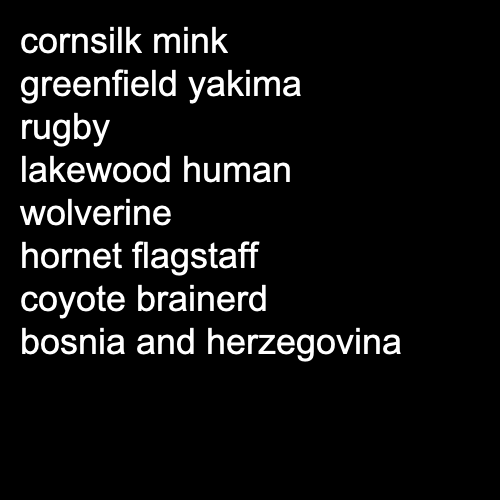 cornsilk mink
greenfield yakima
rugby
lakewood human
wolverine
hornet flagstaff
coyote brainerd
bosnia and herzegovina